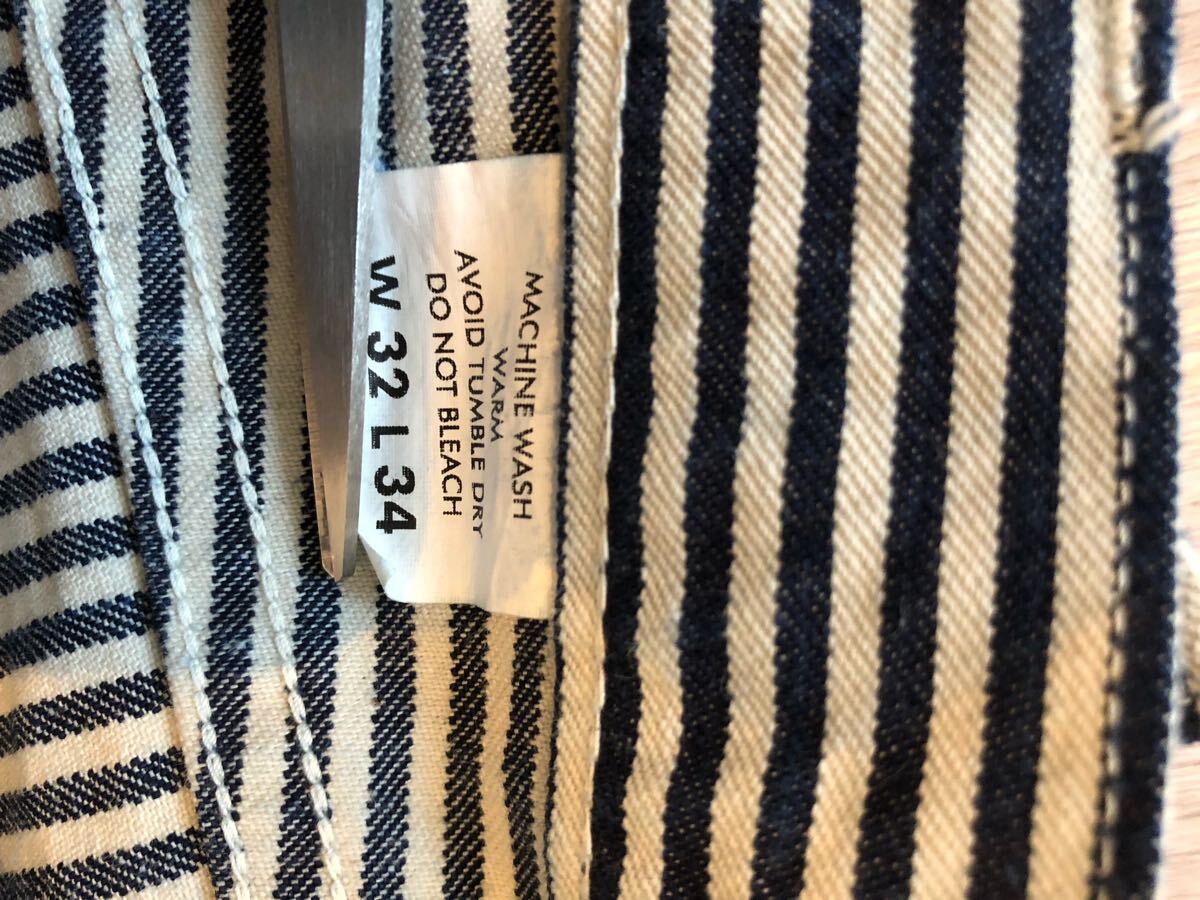 MACHINE WASH
WARM
AVOID TUMBLE DRY
DO NOT BLEACH
W 32 L 34